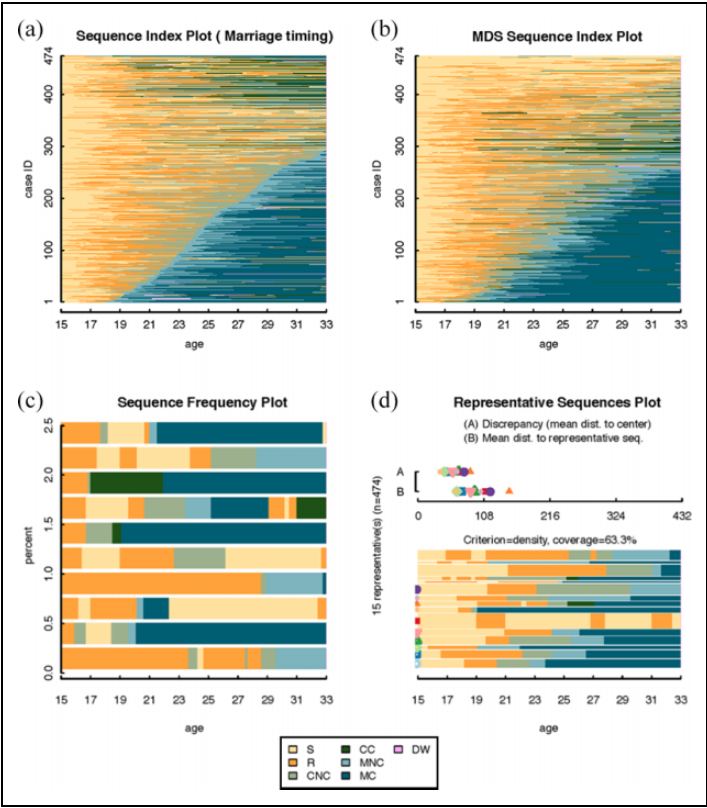 (a)
Sequence Index Plot ( Marriage timing)
case ID
474
400
300
200
100
1
15 17 19 21 23 25 27 29 31 33
age
(b)
MDS Sequence Index Plot
case ID
474
400
300
200
100
1
15 17 19 21 23 25 27 29 31 33
age
(c)
Sequence Frequency Plot
percent
2.5
2.0
1.5
1.0
0.5
0.0
15 17 19 21 23 25 27 29 31 33
age
(d)
Representative Sequences Plot
(A) Discrepancy (mean dist. to center)
(B) Mean dist. to representative seq.
A
B
0 108 216 324 432
Criterion=density, coverage=63.3%
15 representative(s) (n=474)
15 17 19 21 23 25 27 29 31 33
age
S CC DW
R MNC
CNC MC